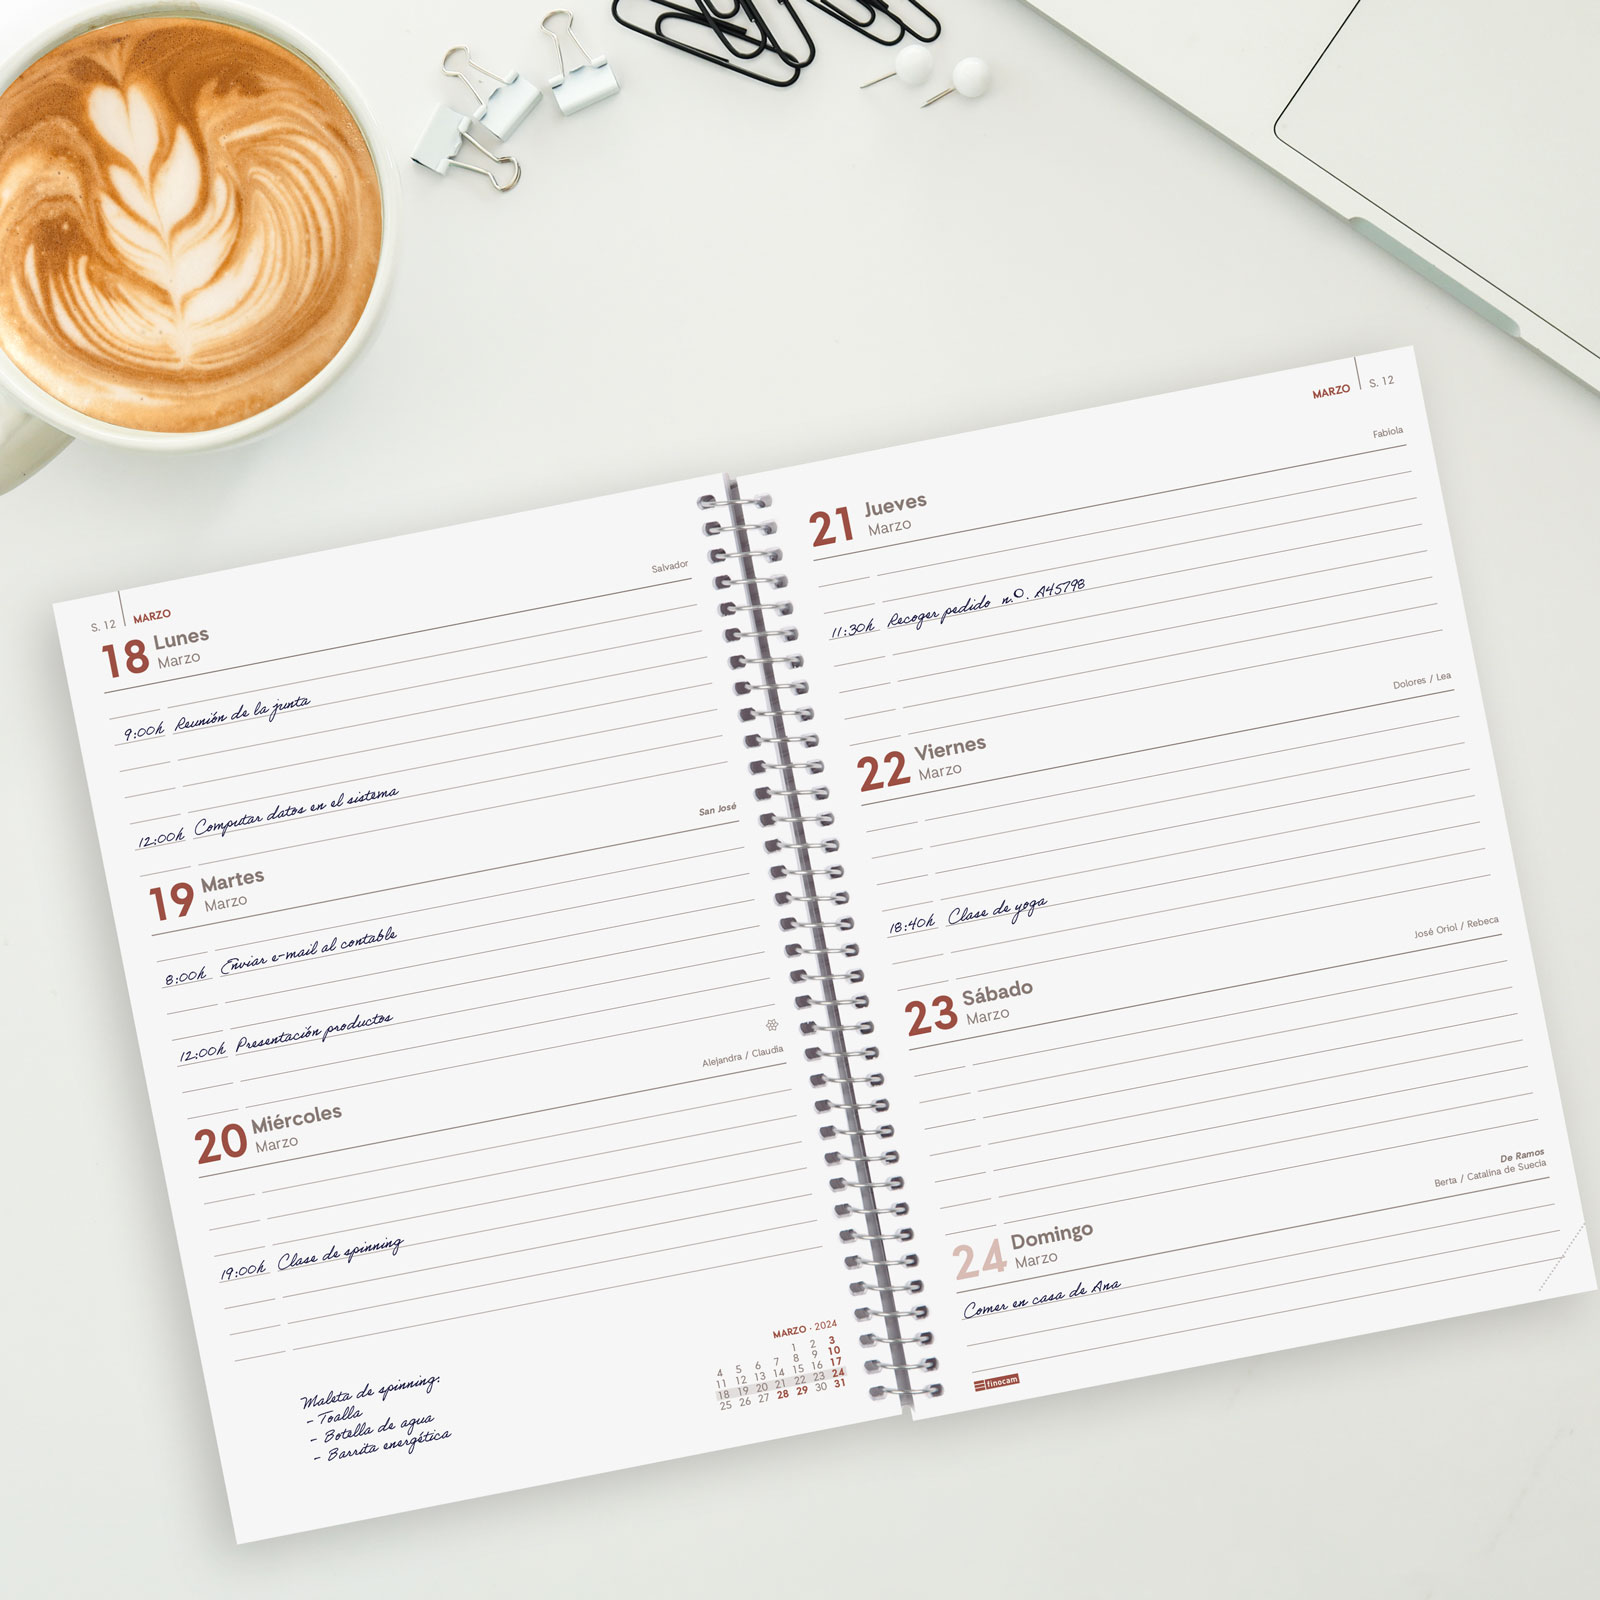 S. 12 MARZO
Salvador
18 Lunes
Marzo
9:00h Reunión de la junta
12:00h Computar datos en el sistema
San José
19 Martes
Marzo
8:00h Enviar e-mail al contable
12:00h Presentación productos
Alejandra / Claudia
20 Miércoles
Marzo
19:00h Clase de spinning
Maleta de spinning:
- Toalla
- Botella de agua
- Barrita energética
MARZO · 2024
1 2 3
4 5 6 7 8 9 10
11 12 13 14 15 16 17
18 19 20 21 22 23 24
25 26 27 28 29 30 31
MARZO S. 12
Fabiola
21 Jueves
Marzo
11:30h Recoger pedido n.º. A45798
Dolores / Lea
22 Viernes
Marzo
18:40h Clase de yoga
José Oriol / Rebeca
23 Sábado
Marzo
De Ramos
Berta / Catalina de Suecia
24 Domingo
Marzo
Comer en casa de Ana
finocam